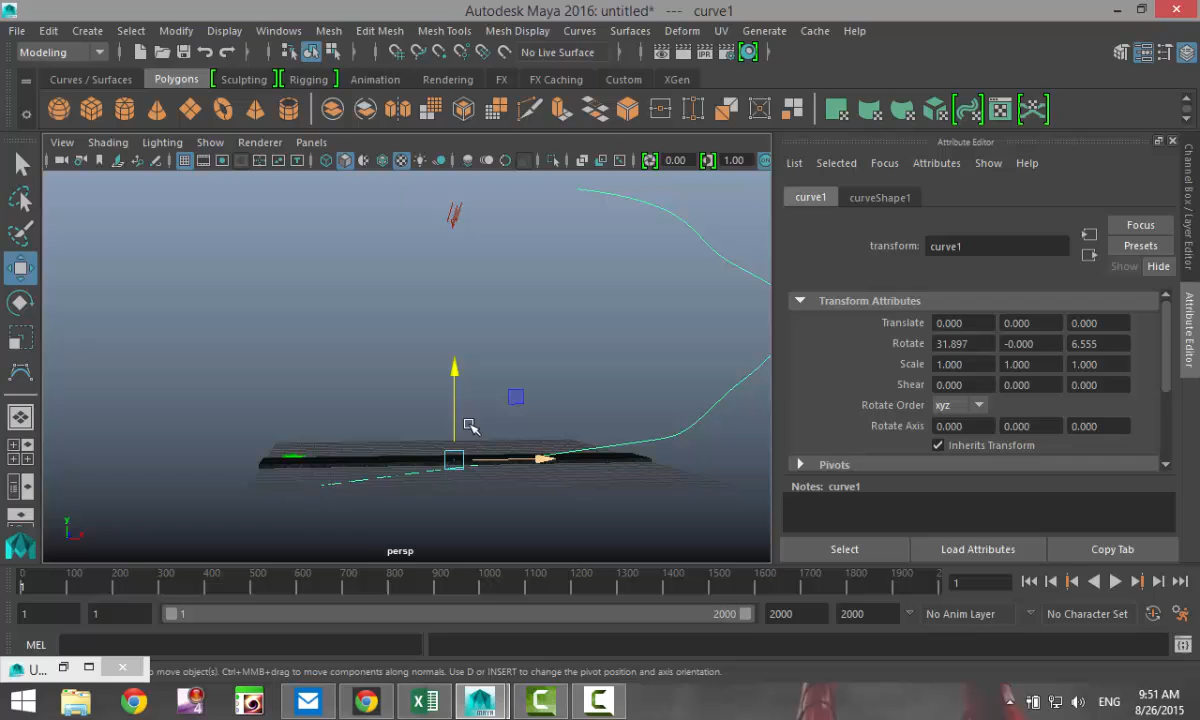 Autodesk Maya 2016: untitled* --- curve1
File Edit Create Select Modify Display Windows Mesh Edit Mesh Mesh Tools Mesh Display Curves Surfaces Deform UV Generate Cache Help
Modeling No Live Surface
Curves / Surfaces Polygons Sculpting Rigging Animation Rendering FX FX Caching Custom XGen
View Shading Lighting Show Renderer Panels
0.00 1.00
y
x
persp
Attribute Editor
List Selected Focus Attributes Show Help
curve1 curveShape1
transform: curve1
Focus
Presets
Show Hide
Transform Attributes
Translate 0.000 0.000 0.000
Rotate 31.897 -0.000 6.555
Scale 1.000 1.000 1.000
Shear 0.000 0.000 0.000
Rotate Order xyz
Rotate Axis 0.000 0.000 0.000
Inherits Transform
Pivots
Notes: curve1
Select Load Attributes Copy Tab
Channel Box / Layer Editor
Attribute Editor
0 100 200 300 400 500 600 700 800 900 1000 1100 1200 1300 1400 1500 1600 1700 1800 1900 2
1
1 1 1 2000 2000 2000 No Anim Layer No Character Set
MEL
U...
to move object(s). Ctrl+MMB+drag to move components along normals. Use D or INSERT to change the pivot position and axis orientation.
MAYA
ENG
9:51 AM
8/26/2015